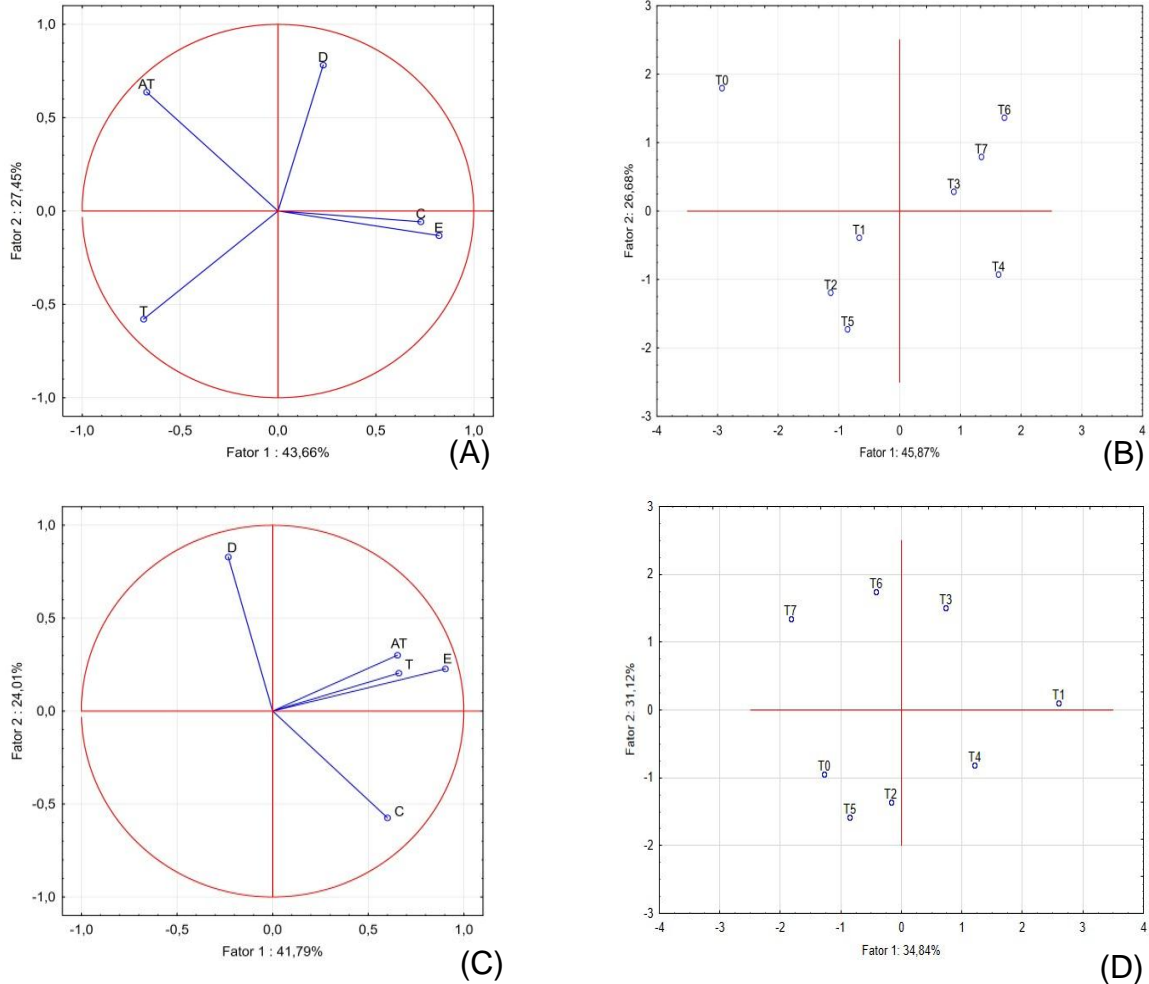 1,0
0,5
0,0
-0,5
-1,0
Fator 2 : 27,45%
D
AT
C
E
T
-1,0 -0,5 0,0 0,5 1,0
Fator 1 : 43,66%
(A)
3
2
1
0
-1
-2
-3
Fator 2: 26,68%
T0
T6
T7
T3
T1
T4
T2
T5
-4 -3 -2 -1 0 1 2 3 4
Fator 1: 45,87%
(B)
1,0
0,5
0,0
-0,5
-1,0
Fator 2 : 24,01%
D
AT
T
E
C
-1,0 -0,5 0,0 0,5 1,0
Fator 1 : 41,79%
(C)
3
2
1
0
-1
-2
-3
Fator 2: 31,12%
T6
T3
T7
T1
T0
T4
T2
T5
-4 -3 -2 -1 0 1 2 3 4
Fator 1: 34,84%
(D)